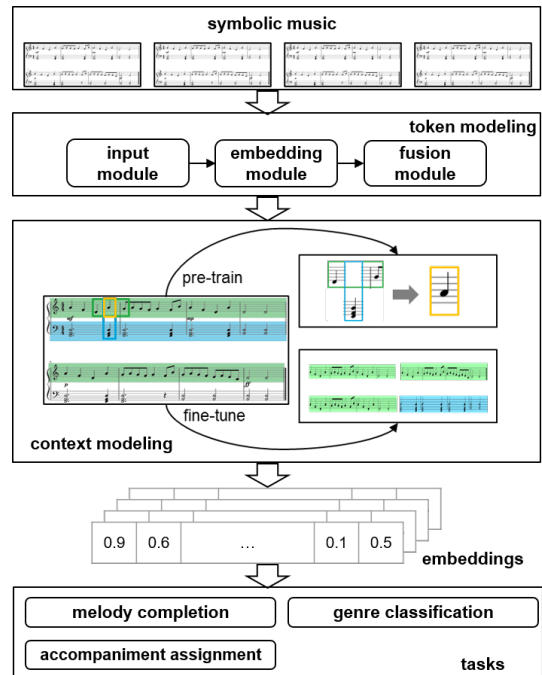 symbolic music
token modeling
input
module
embedding
module
fusion
module
pre-train
fine-tune
context modeling
0.9 0.6 … 0.1 0.5
embeddings
melody completion
genre classification
accompaniment assignment
tasks